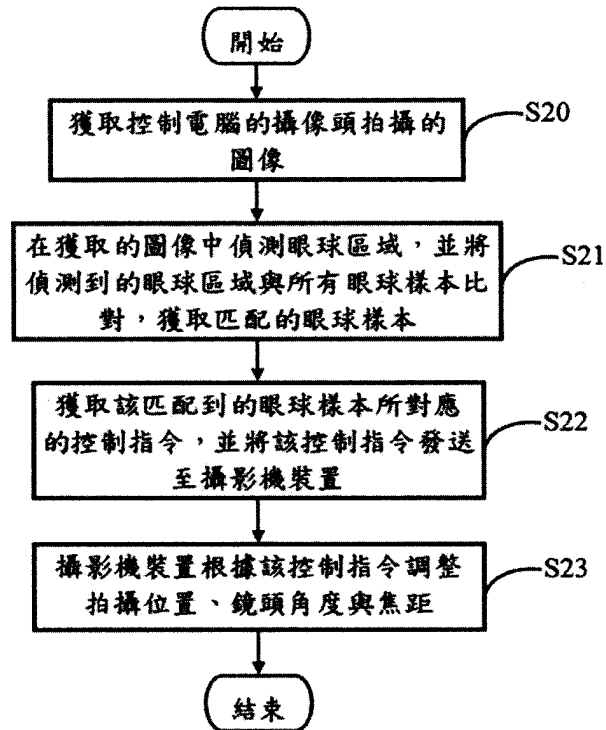 開始
獲取控制電腦的攝像頭拍攝的
圖像
S20
在獲取的圖像中偵測眼球區域,並將
偵測到的眼球區域與所有眼球樣本比
對,獲取匹配的眼球樣本
S21
獲取該匹配到的眼球樣本所對應
的控制指令,並將該控制指令發送
至攝影機裝置
S22
攝影機裝置根據該控制指令調整
拍攝位置、鏡頭角度與焦距
S23
結束